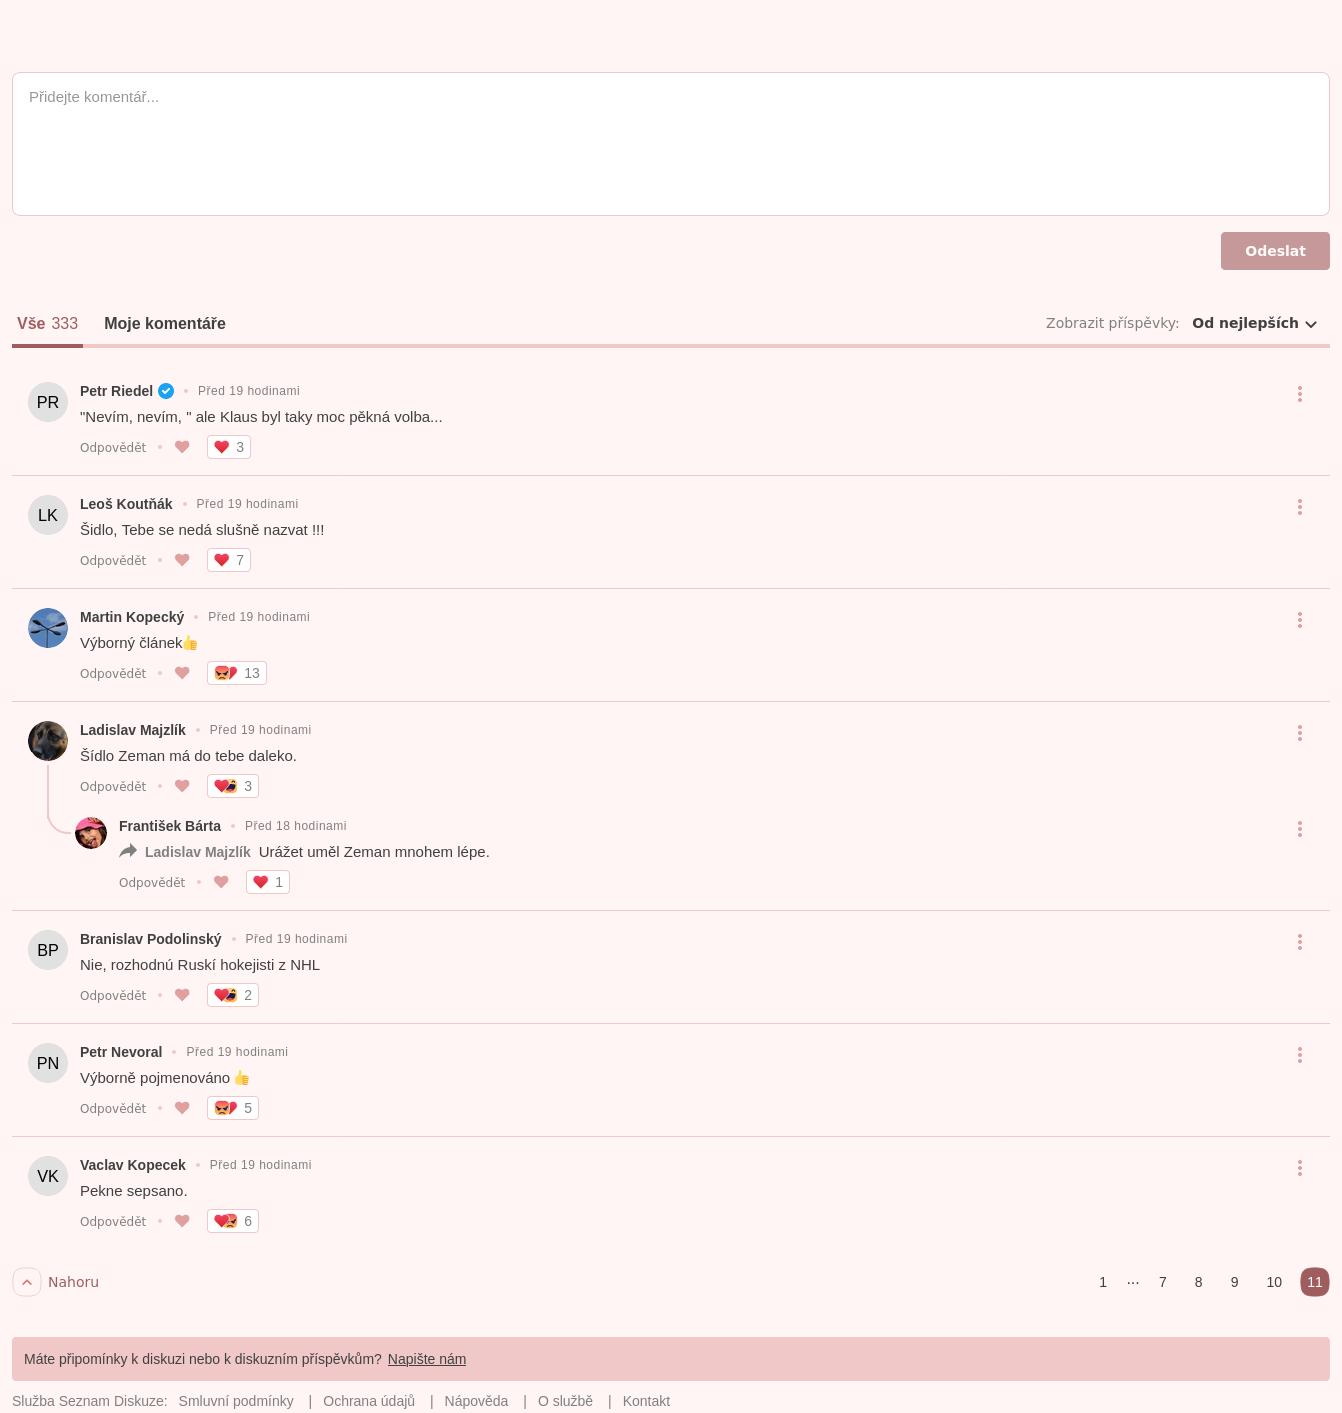 Přidejte komentář...
Odeslat
Vše 333 Moje komentáře Zobrazit příspěvky: Od nejlepších
PR Petr Riedel • Před 19 hodinami
"Nevím, nevím, " ale Klaus byl taky moc pěkná volba...
Odpovědět • 3
LK Leoš Koutňák • Před 19 hodinami
Šidlo, Tebe se nedá slušně nazvat !!!
Odpovědět • 7
Martin Kopecký • Před 19 hodinami
Výborný článek👍
Odpovědět • 13
Ladislav Majzlík • Před 19 hodinami
Šídlo Zeman má do tebe daleko.
Odpovědět • 3
František Bárta • Před 18 hodinami
Ladislav Majzlík Urážet uměl Zeman mnohem lépe.
Odpovědět • 1
BP Branislav Podolinský • Před 19 hodinami
Nie, rozhodnú Ruskí hokejisti z NHL
Odpovědět • 2
PN Petr Nevoral • Před 19 hodinami
Výborně pojmenováno 👍
Odpovědět • 5
VK Vaclav Kopecek • Před 19 hodinami
Pekne sepsano.
Odpovědět • 6
Nahoru 1 ··· 7 8 9 10 11
Máte připomínky k diskuzi nebo k diskuzním příspěvkům? Napište nám
Služba Seznam Diskuze: Smluvní podmínky | Ochrana údajů | Nápověda | O službě | Kontakt